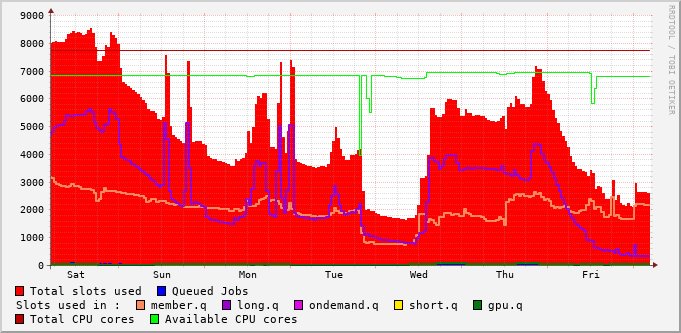 RRDTOOL / TOBI OETIKER
9000
8000
7000
6000
5000
4000
3000
2000
1000
0
Sat Sun Mon Tue Wed Thu Fri
Total slots used Queued Jobs
Slots used in : member.q long.q ondemand.q short.q gpu.q
Total CPU cores Available CPU cores